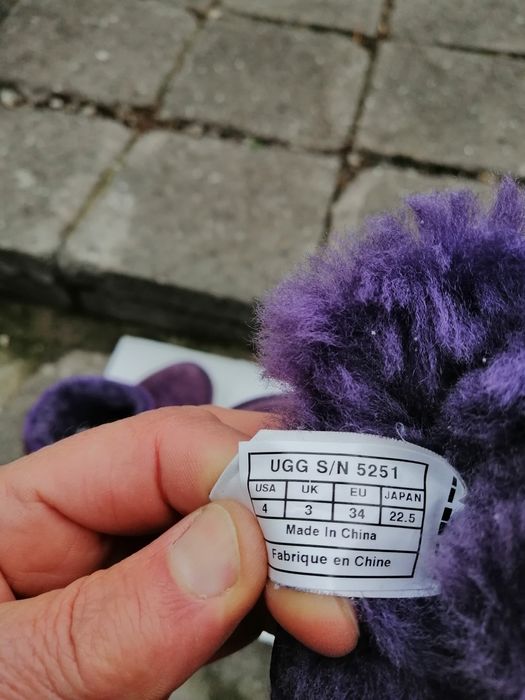 UGG S/N 5251
USA UK EU JAPAN
4 3 34 22.5
Made In China
Fabrique en Chine